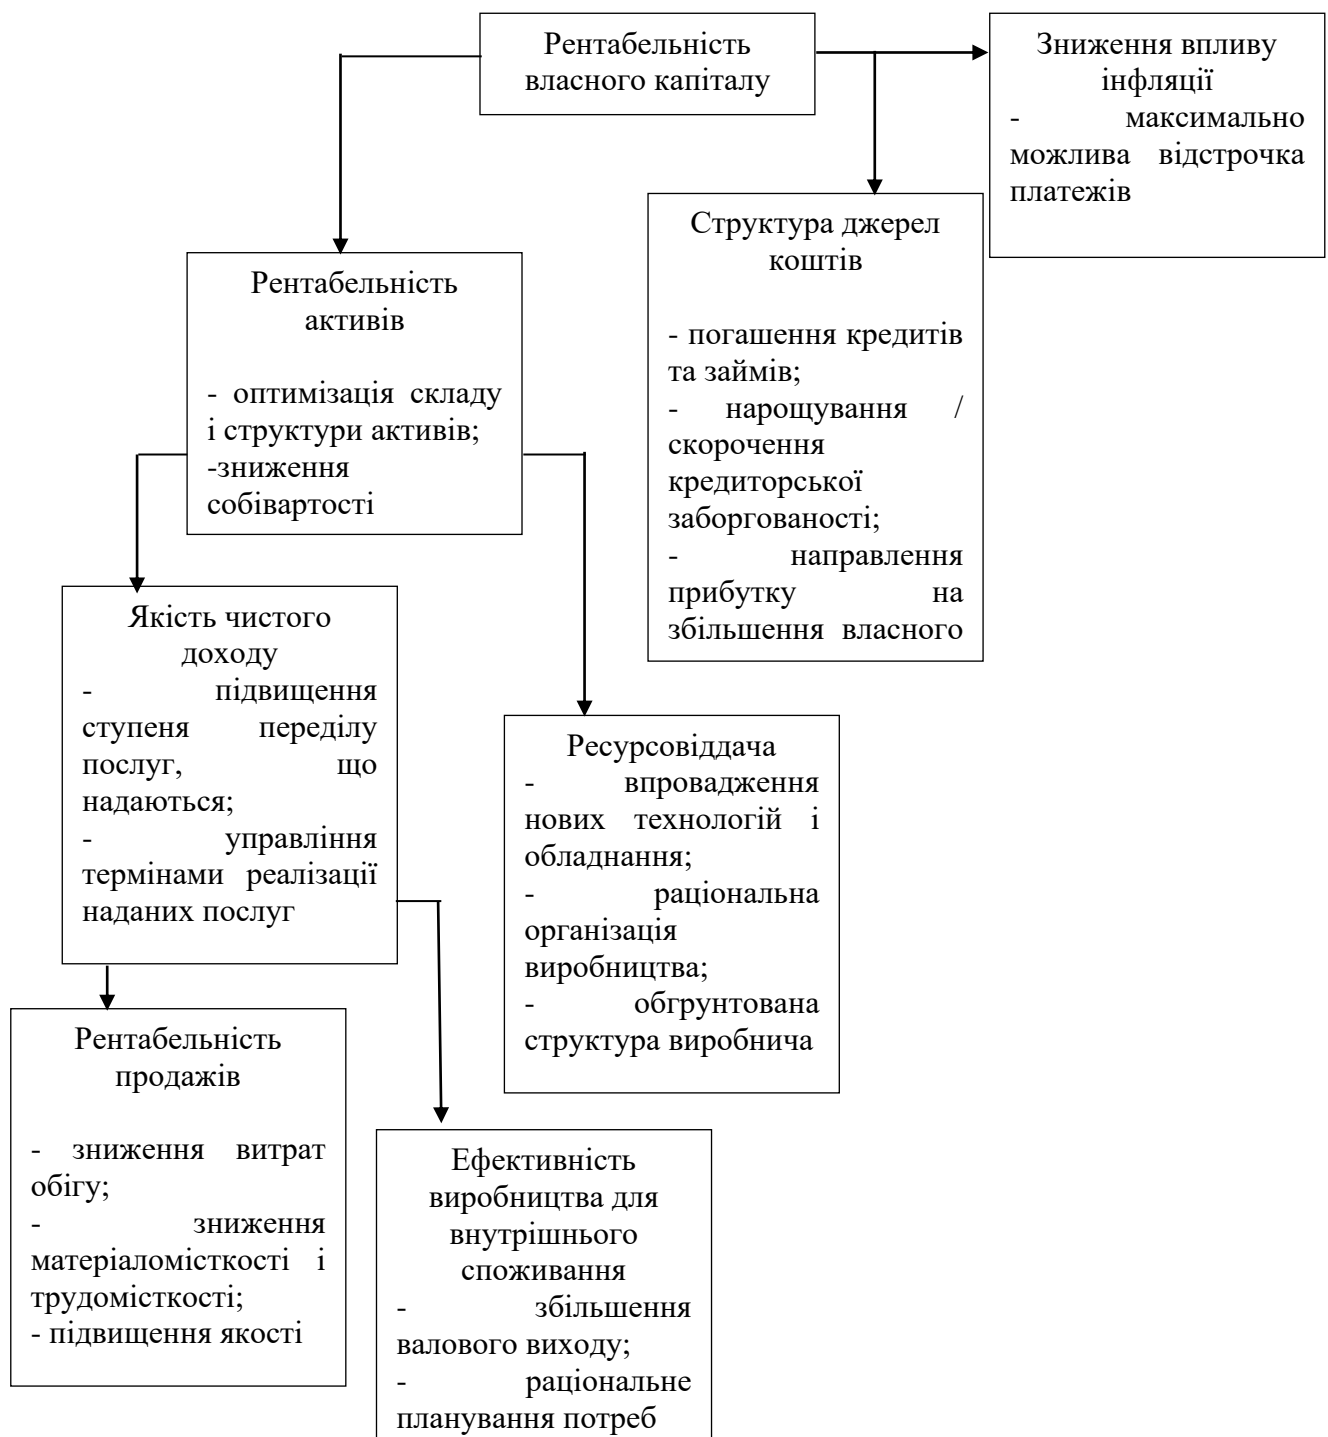 Рентабельність
власного капіталу
Зниження впливу
інфляції
- максимально
можлива відстрочка
платежів
Структура джерел
коштів
- погашення кредитів
та займів;
- нарощування /
скорочення
кредиторської
заборгованості;
- направлення
прибутку на
збільшення власного
Рентабельність
активів
- оптимізація складу
і структури активів;
-зниження
собівартості
Якість чистого
доходу
- підвищення
ступеня переділу
послуг, що
надаються;
- управління
термінами реалізації
наданих послуг
Ресурсовіддача
- впровадження
нових технологій і
обладнання;
- раціональна
організація
виробництва;
- обгрунтована
структура виробнича
Рентабельність
продажів
- зниження витрат
обігу;
- зниження
матеріаломісткості і
трудомісткості;
- підвищення якості
Ефективність
виробництва для
внутрішнього
споживання
- збільшення
валового виходу;
- раціональне
планування потреб